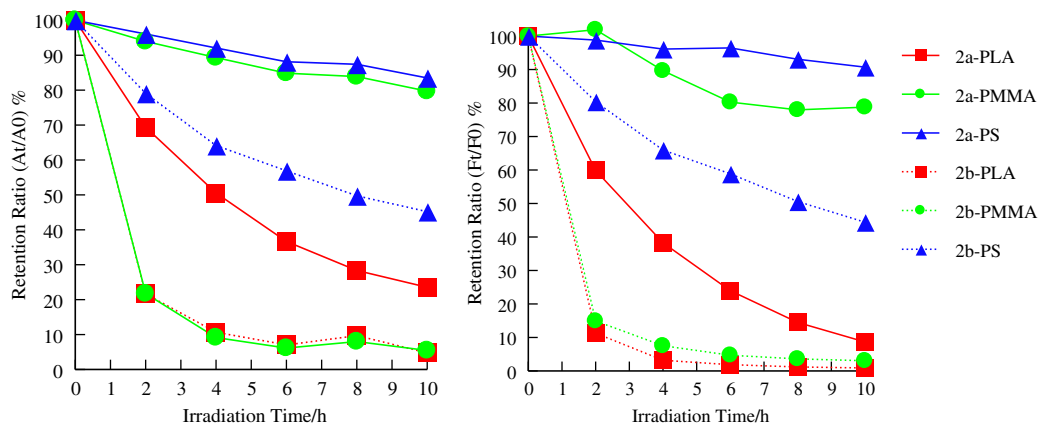 Retention Ratio (At/A0) %
100
90
80
70
60
50
40
30
20
10
0
0 1 2 3 4 5 6 7 8 9 10
Irradiation Time/h
Retention Ratio (Ft/F0) %
100
90
80
70
60
50
40
30
20
10
0
0 1 2 3 4 5 6 7 8 9 10
Irradiation Time/h
2a-PLA
2a-PMMA
2a-PS
2b-PLA
2b-PMMA
2b-PS